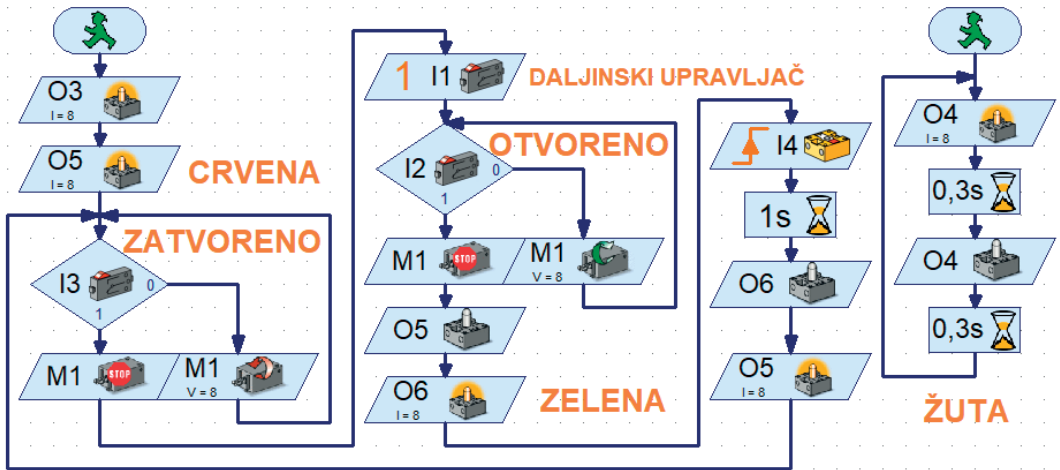 O3
I = 8
O5
I = 8
CRVENA
ZATVORENO
I3
0
1
M1
STOP
M1
V = 8
1
I1
DALJINSKI UPRAVLJAČ
OTVORENO
I2
0
1
M1
STOP
M1
V = 8
O5
O6
I = 8
ZELENA
I4
1s
O6
O5
I = 8
O4
I = 8
0,3s
O4
0,3s
ŽUTA